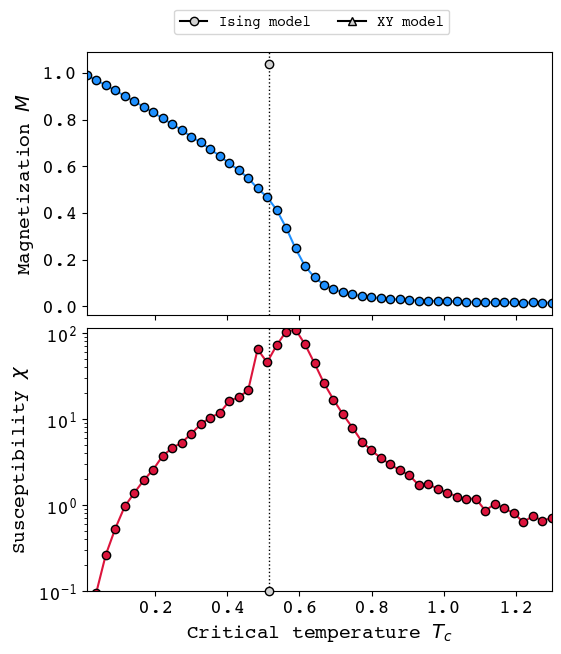 Ising model XY model
1.0
0.8
0.6
0.4
0.2
0.0
Magnetization M
10²
10¹
10⁰
10⁻¹
susceptibility χ
0.2 0.4 0.6 0.8 1.0 1.2
Critical temperature T_c